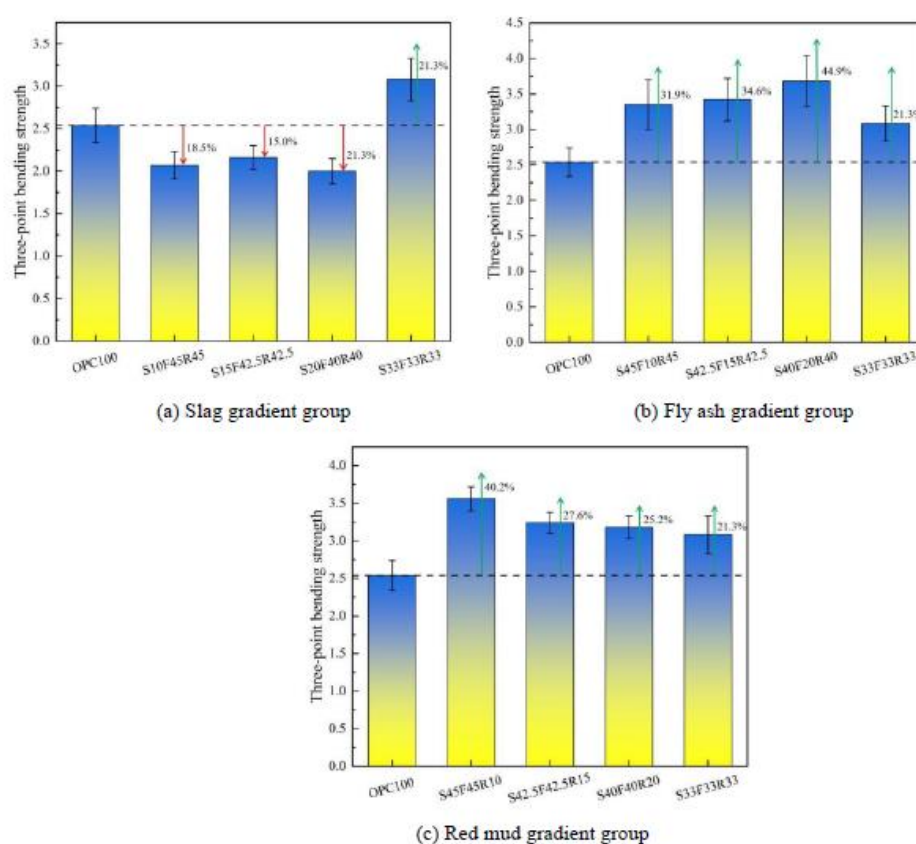 Three-point bending strength
3.5
3.0
2.5
2.0
1.5
1.0
0.5
0.0
18.5%
15.0%
21.3%
21.3%
OPC100
S10F45R45
S15F42.5R42.5
S20F40R40
S33F33R33
(a) Slag gradient group
Three-point bending strength
4.5
4.0
3.5
3.0
2.5
2.0
1.5
1.0
0.5
0.0
31.9%
34.6%
44.9%
21.3%
OPC100
S45F10R45
S42.5F15R42.5
S40F20R40
S33F33R33
(b) Fly ash gradient group
Three-point bending strength
4.0
3.5
3.0
2.5
2.0
1.5
1.0
0.5
0.0
40.2%
27.6%
25.2%
21.3%
OPC100
S45F45R10
S42.5F42.5R15
S40F40R20
S33F33R33
(c) Red mud gradient group